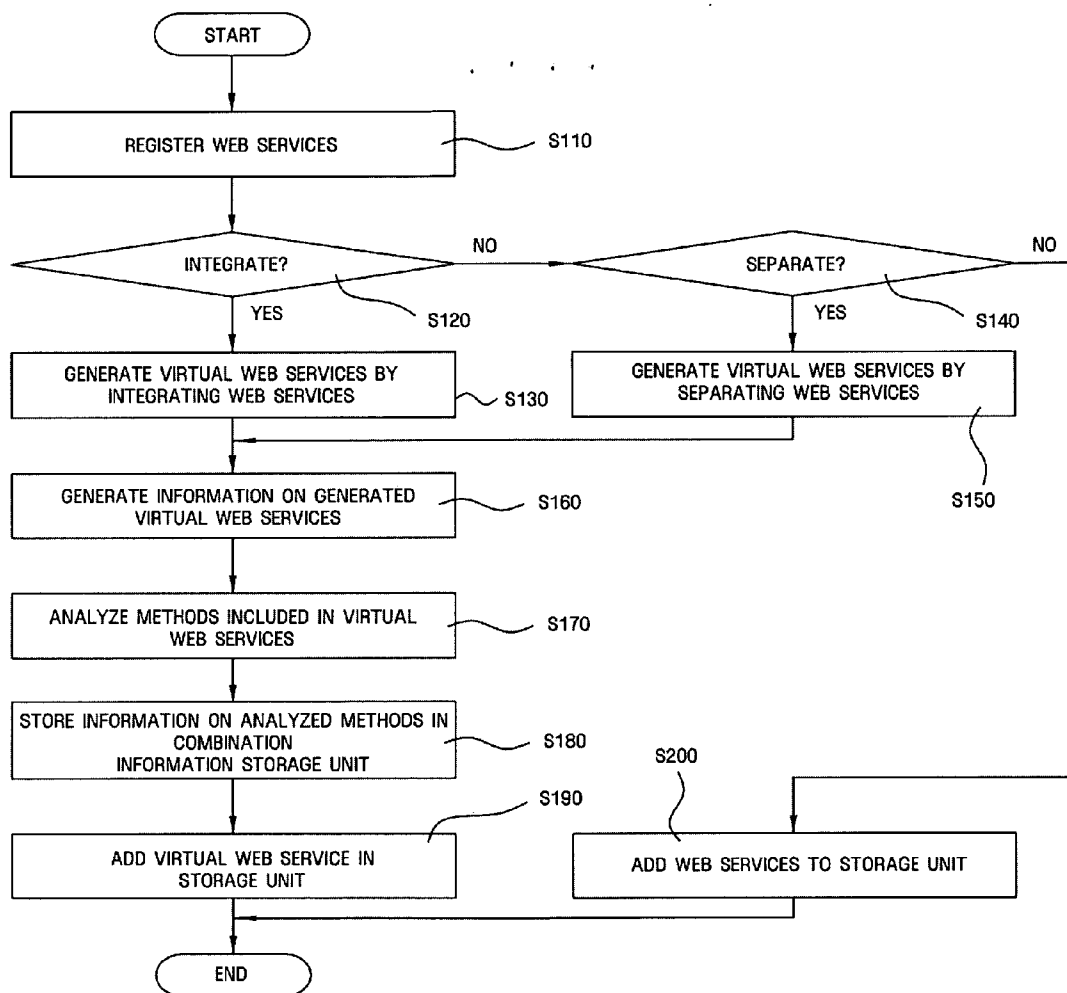 START
REGISTER WEB SERVICES
S110
INTEGRATE?
NO
SEPARATE?
NO
YES
S120
YES
S140
GENERATE VIRTUAL WEB SERVICES BY
INTEGRATING WEB SERVICES
S130
GENERATE VIRTUAL WEB SERVICES BY
SEPARATING WEB SERVICES
S150
GENERATE INFORMATION ON GENERATED
VIRTUAL WEB SERVICES
S160
ANALYZE METHODS INCLUDED IN VIRTUAL
WEB SERVICES
S170
STORE INFORMATION ON ANALYZED METHODS IN
COMBINATION
INFORMATION STORAGE UNIT
S180
S190
ADD VIRTUAL WEB SERVICE IN
STORAGE UNIT
S200
ADD WEB SERVICES TO STORAGE UNIT
END